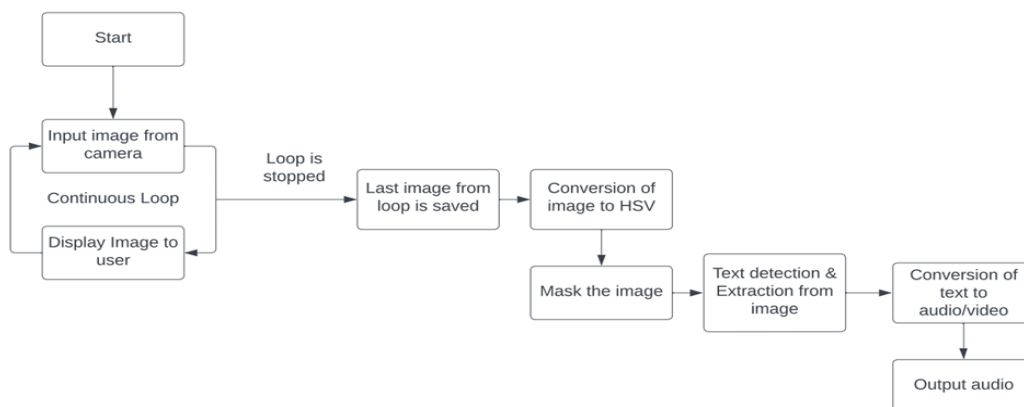 Start
Input image from
camera
Continuous Loop
Display Image to
user
Loop is
stopped
Last image from
loop is saved
Conversion of
image to HSV
Mask the image
Text detection &
Extraction from
image
Conversion of
text to
audio/video
Output audio